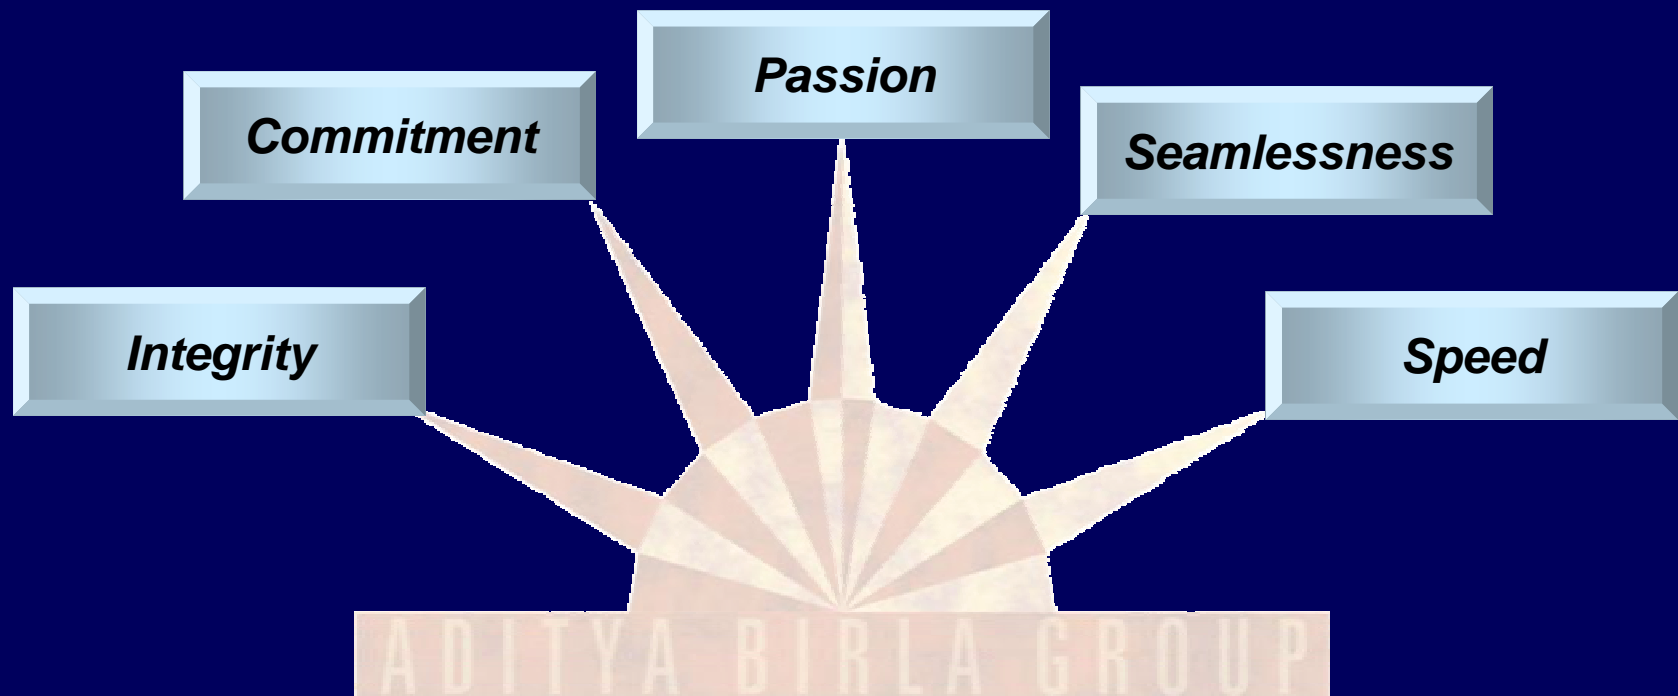 Passion
Commitment
Seamlessness
Integrity
Speed
ADITYA BIRLA GROUP